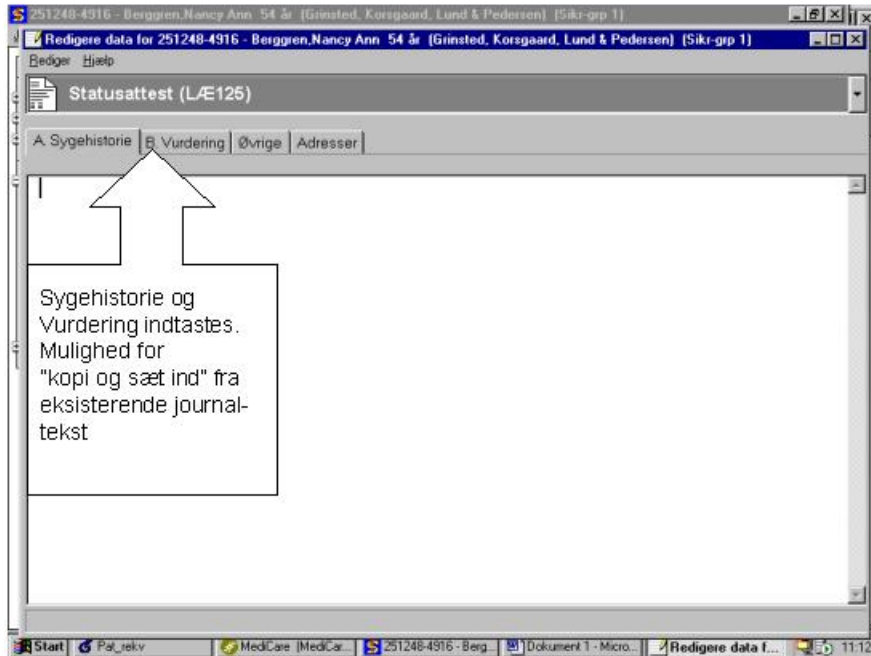 251248-4916 - Berggren,Nancy Ann 54 år (Grinsted, Korsgaard, Lund & Pedersen) (Sikr-grp 1)
Redigere data for 251248-4916 - Berggren,Nancy Ann 54 år (Grinsted, Korsgaard, Lund & Pedersen) (Sikr-grp 1)
Rediger Hjælp
Statusattest (LÆ125)
A. Sygehistorie B. Vurdering Øvrige Adresser
Sygehistorie og
Vurdering indtastes.
Mulighed for
"kopi og sæt ind" fra
eksisterende journal-
tekst
Start Pat_rekv MediCare (MediCar... 251248-4916 - Berg... Dokument 1 - Micro... Redigere data f... 11:12